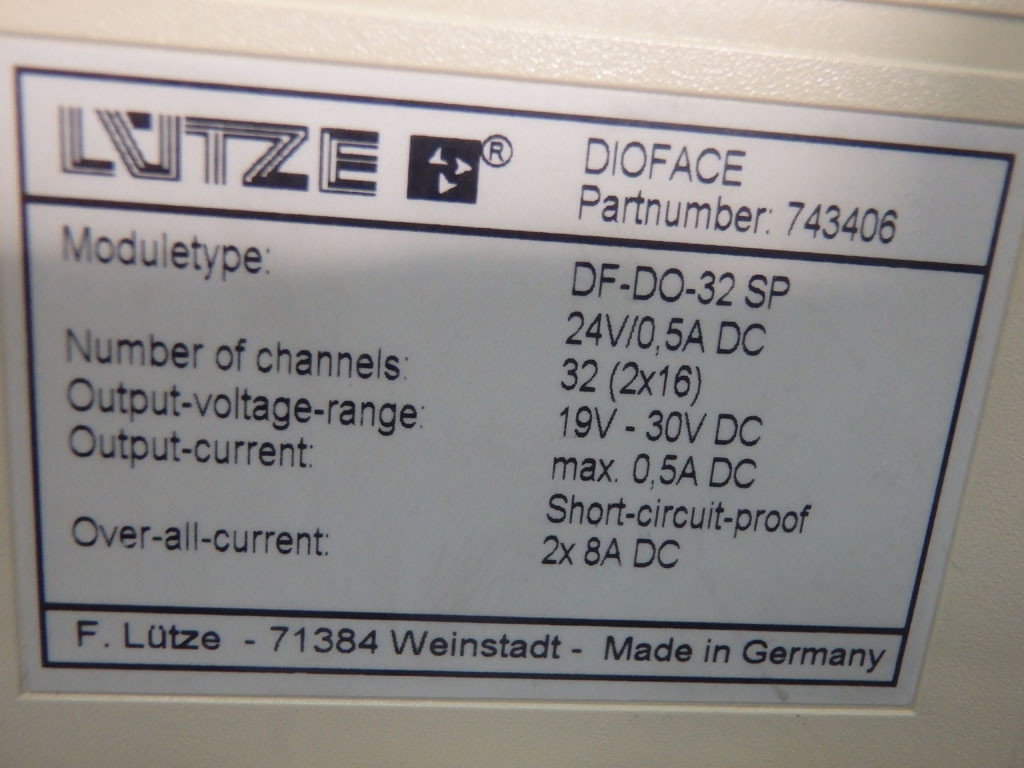 LÜTZE ® DIOFACE
Partnumber: 743406
Moduletype: DF-DO-32 SP
24V/0,5A DC
Number of channels: 32 (2x16)
Output-voltage-range: 19V - 30V DC
Output-current: max. 0,5A DC
Short-circuit-proof
Over-all-current: 2x 8A DC
F. Lütze - 71384 Weinstadt - Made in Germany